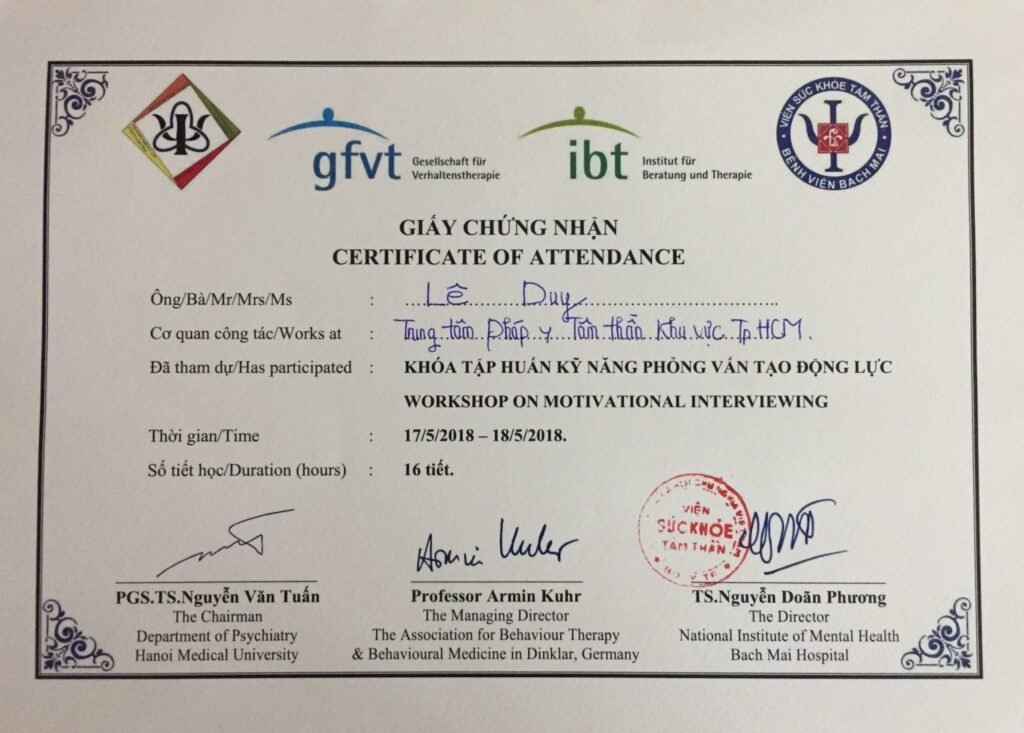 gfvt Gesellschaft für
Verhaltenstherapie
ibt Institut für
Beratung und Therapie
VIỆN SỨC KHỎE TÂM THẦN
BỆNH VIỆN BẠCH MAI
GIẤY CHỨNG NHẬN
CERTIFICATE OF ATTENDANCE
Ông/Bà/Mr/Mrs/Ms : Lê Duy
Cơ quan công tác/Works at : Trung tâm Pháp y Tâm thần Khu vực Tp.HCM.
Đã tham dự/Has participated : KHÓA TẬP HUẤN KỸ NĂNG PHỎNG VẤN TẠO ĐỘNG LỰC
WORKSHOP ON MOTIVATIONAL INTERVIEWING
Thời gian/Time : 17/5/2018 – 18/5/2018.
Số tiết học/Duration (hours) : 16 tiết.
VIỆN
SỨC KHỎE
TÂM THẦN
BỘ Y TẾ
Armin Kuhr
PGS.TS.Nguyễn Văn Tuấn
The Chairman
Department of Psychiatry
Hanoi Medical University
Professor Armin Kuhr
The Managing Director
The Association for Behaviour Therapy
& Behavioural Medicine in Dinklar, Germany
TS.Nguyễn Doãn Phương
The Director
National Institute of Mental Health
Bach Mai Hospital